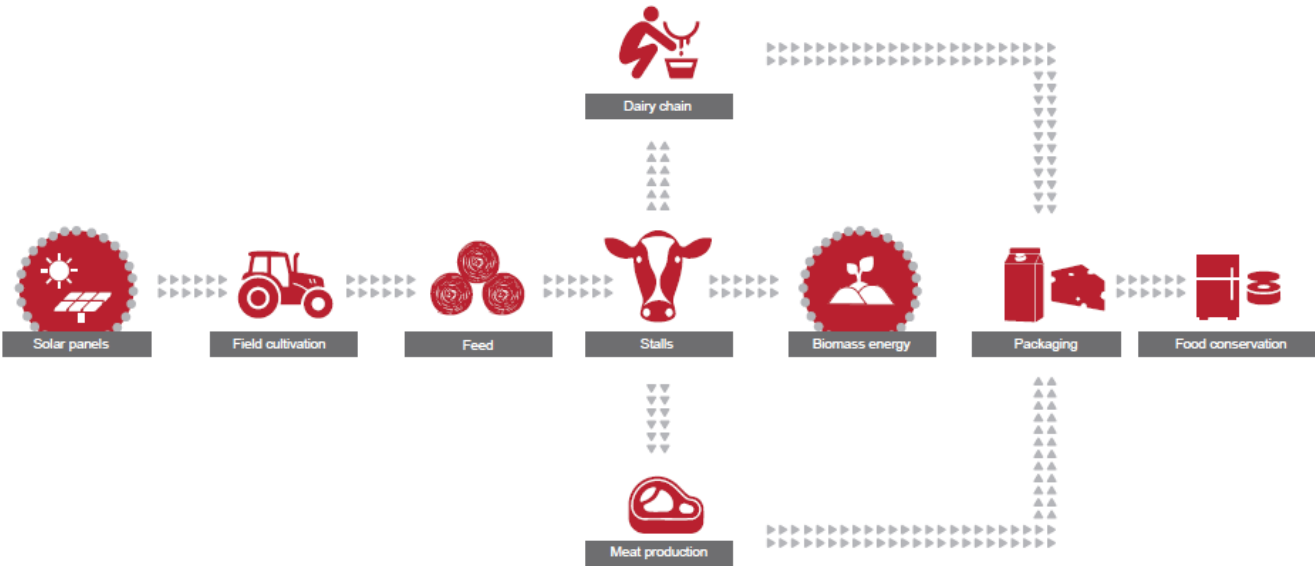 Dairy chain
Solar panels
Field cultivation
Feed
Stalls
Biomass energy
Packaging
Food conservation
Meat production